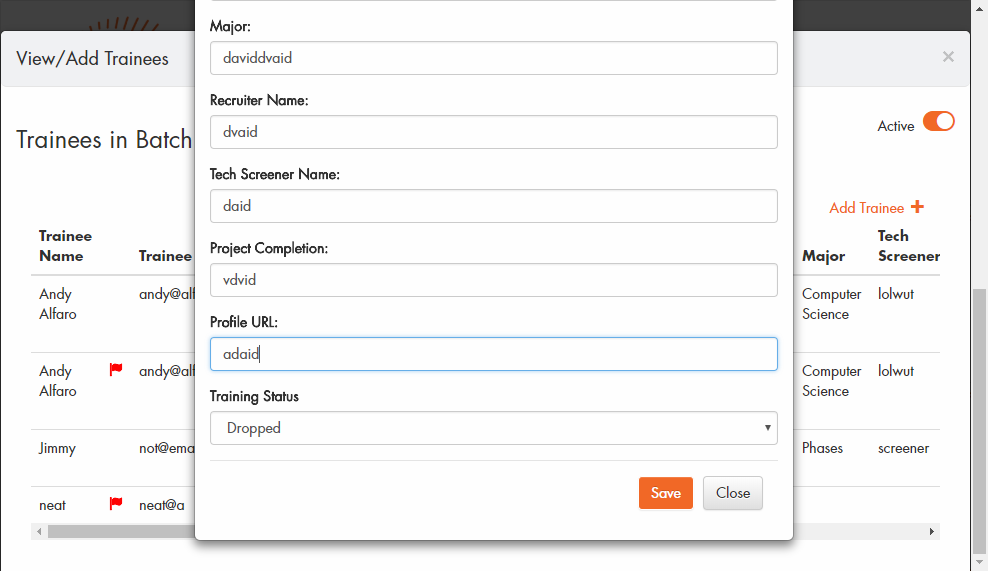 Major:
daviddvaid
View/Add Trainees
×
Recruiter Name:
dvaid
Active
Trainees in Batch
Tech Screener Name:
daid
Add Trainee +
Trainee Name
Trainee
Major
Tech Screener
Project Completion:
vdvid
Andy Alfaro
andy@alf
Computer Science
lolwut
Profile URL:
adaid
Andy Alfaro
andy@alf
Computer Science
lolwut
Training Status
Dropped
Jimmy
not@ema
Phases
screener
Save
Close
neat
neat@a